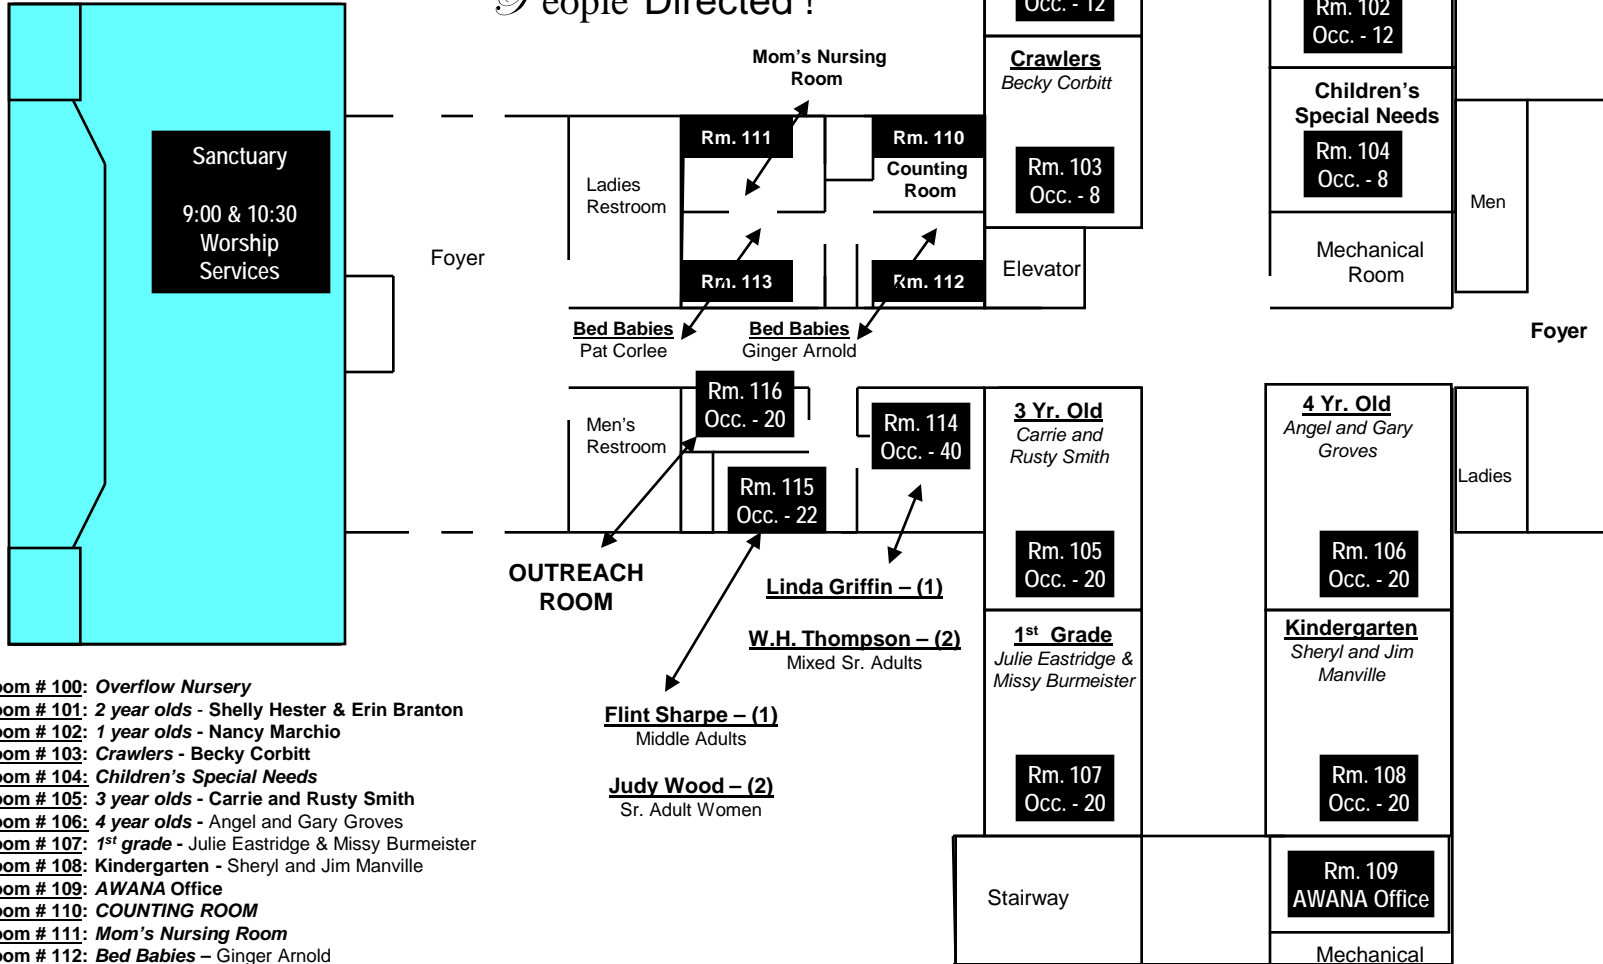 People Directed !
Occ. - 12
Rm. 102
Occ. - 12
Mom's Nursing
Room
Crawlers
Becky Corbitt
Children's
Special Needs
Rm. 111
Rm. 110
Counting
Room
Rm. 103
Occ. - 8
Rm. 104
Occ. - 8
Sanctuary
9:00 & 10:30
Worship
Services
Ladies
Restroom
Men
Foyer
Rm. 113
Rm. 112
Elevator
Mechanical
Room
Bed Babies
Pat Corlee
Bed Babies
Ginger Arnold
Foyer
Rm. 116
Occ. - 20
Men's
Restroom
Rm. 114
Occ. - 40
3 Yr. Old
Carrie and
Rusty Smith
4 Yr. Old
Angel and Gary
Groves
Ladies
Rm. 115
Occ. - 22
Rm. 105
Occ. - 20
Rm. 106
Occ. - 20
OUTREACH
ROOM
Linda Griffin – (1)
W.H. Thompson – (2)
Mixed Sr. Adults
1st Grade
Julie Eastridge &
Missy Burmeister
Kindergarten
Sheryl and Jim
Manville
Flint Sharpe – (1)
Middle Adults
Judy Wood – (2)
Sr. Adult Women
Rm. 107
Occ. - 20
Rm. 108
Occ. - 20
Stairway
Rm. 109
AWANA Office
Mechanical
oom # 100: Overflow Nursery
oom # 101: 2 year olds - Shelly Hester & Erin Branton
oom # 102: 1 year olds - Nancy Marchio
oom # 103: Crawlers - Becky Corbitt
oom # 104: Children's Special Needs
oom # 105: 3 year olds - Carrie and Rusty Smith
oom # 106: 4 year olds - Angel and Gary Groves
oom # 107: 1st grade - Julie Eastridge & Missy Burmeister
oom # 108: Kindergarten - Sheryl and Jim Manville
oom # 109: AWANA Office
oom # 110: COUNTING ROOM
oom # 111: Mom's Nursing Room
oom # 112: Bed Babies – Ginger Arnold